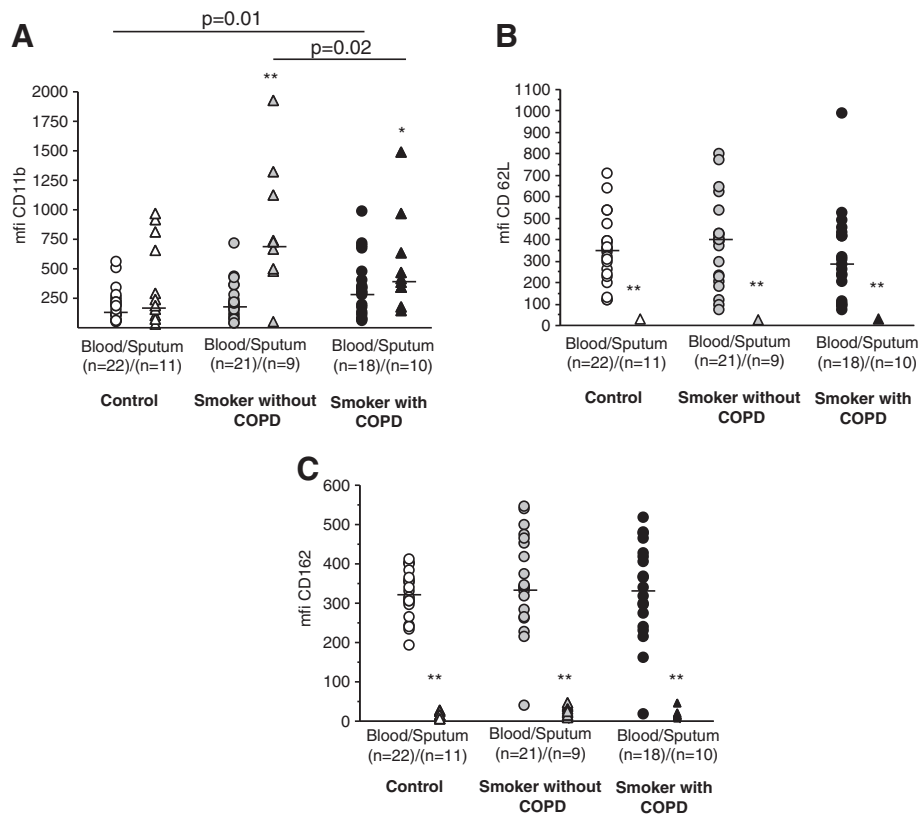 A
p=0.01
p=0.02
**
*
mfi CD11b
2000
1750
1500
1250
1000
750
500
250
Blood/Sputum Blood/Sputum Blood/Sputum
(n=22)/(n=11) (n=21)/(n=9) (n=18)/(n=10)
Control Smoker without Smoker with
COPD COPD
B
mfi CD 62L
1100
1000
900
800
700
600
500
400
300
200
100
0
** ** **
Blood/Sputum Blood/Sputum Blood/Sputum
(n=22)/(n=11) (n=21)/(n=9) (n=18)/(n=10)
Control Smoker without Smoker with
COPD COPD
C
mfi CD162
600
500
400
300
200
100
0
** ** **
Blood/Sputum Blood/Sputum Blood/Sputum
(n=22)/(n=11) (n=21)/(n=9) (n=18)/(n=10)
Control Smoker without Smoker with
COPD COPD